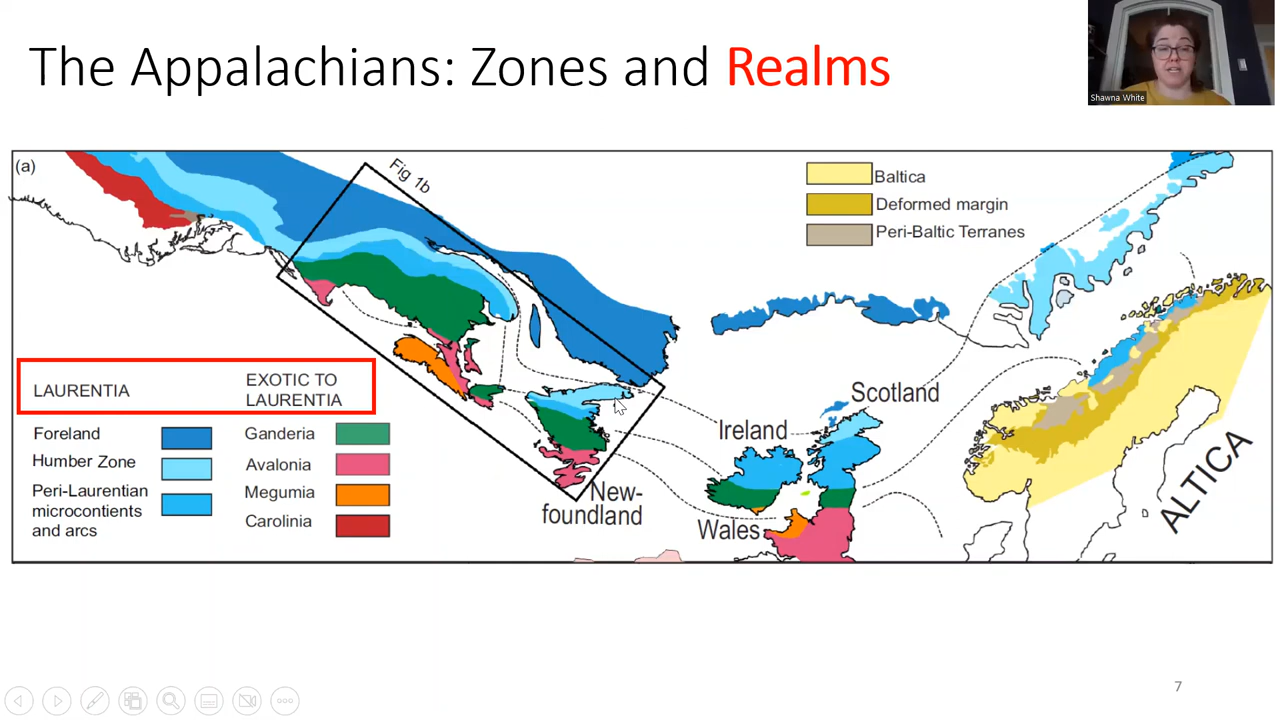 The Appalachians: Zones and Realms
Shawna White
(a)
Fig 1b
Baltica
Deformed margin
Peri-Baltic Terranes
LAURENTIA
EXOTIC TO
LAURENTIA
Foreland
Humber Zone
Peri-Laurentian
microcontients
and arcs
Ganderia
Avalonia
Megumia
Carolinia
New-
foundland
Ireland
Scotland
Wales
ALTICA
7